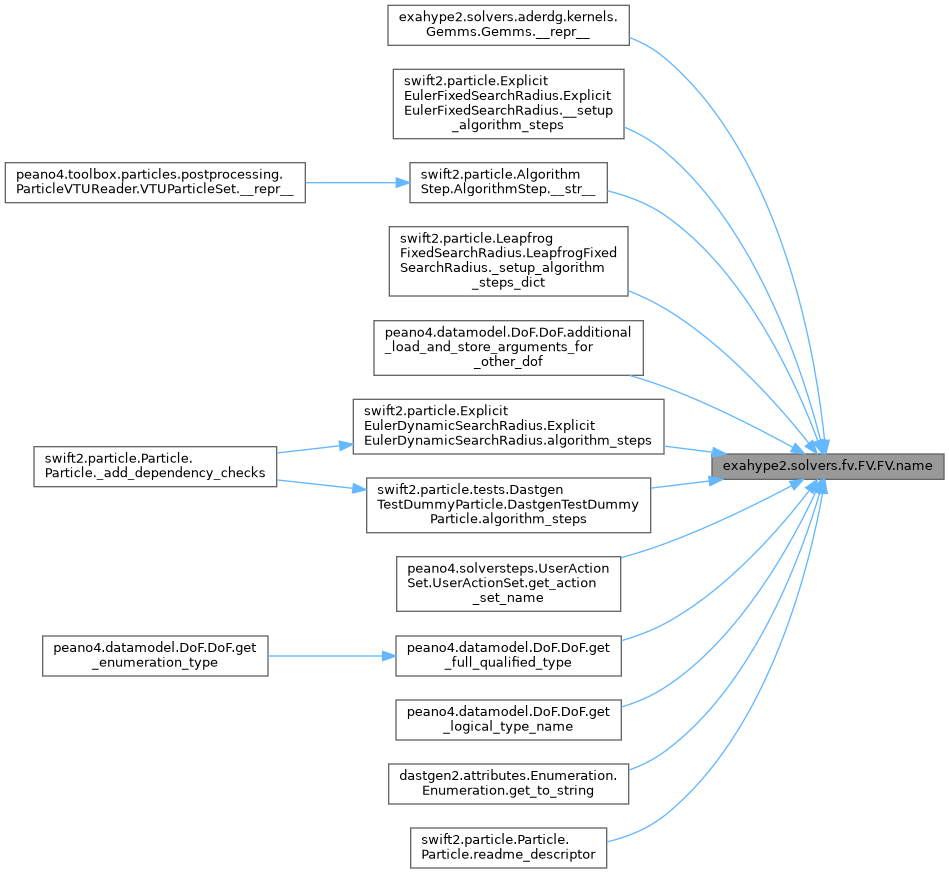 exahype2.solvers.aderdg.kernels.
Gemms.Gemms.__repr__
swift2.particle.Explicit
EulerFixedSearchRadius.Explicit
EulerFixedSearchRadius.__setup
_algorithm_steps
peano4.toolbox.particles.postprocessing.
ParticleVTUReader.VTUParticleSet.__repr__
swift2.particle.Algorithm
Step.AlgorithmStep.__str__
swift2.particle.Leapfrog
FixedSearchRadius.LeapfrogFixed
SearchRadius._setup_algorithm
_steps_dict
peano4.datamodel.DoF.DoF.additional
_load_and_store_arguments_for
_other_dof
swift2.particle.Explicit
EulerDynamicSearchRadius.Explicit
EulerDynamicSearchRadius.algorithm_steps
swift2.particle.Particle.
Particle._add_dependency_checks
exahype2.solvers.fv.FV.FV.name
swift2.particle.tests.Dastgen
TestDummyParticle.DastgenTestDummy
Particle.algorithm_steps
peano4.solversteps.UserAction
Set.UserActionSet.get_action
_set_name
peano4.datamodel.DoF.DoF.get
_enumeration_type
peano4.datamodel.DoF.DoF.get
_full_qualified_type
peano4.datamodel.DoF.DoF.get
_logical_type_name
dastgen2.attributes.Enumeration.
Enumeration.get_to_string
swift2.particle.Particle.
Particle.readme_descriptor